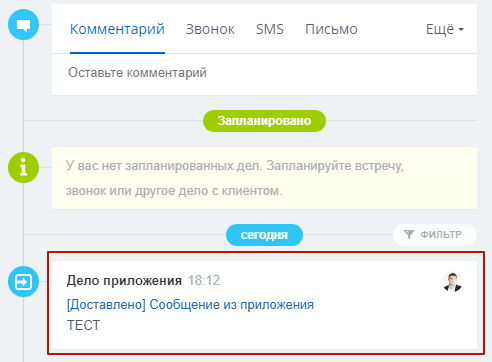 Комментарий Звонок SMS Письмо Ещё
Оставьте комментарий
Запланировано
У вас нет запланированных дел. Запланируйте встречу,
звонок или другое дело с клиентом.
сегодня ФИЛЬТР
Дело приложения 18:12
[Доставлено] Сообщение из приложения
ТЕСТ